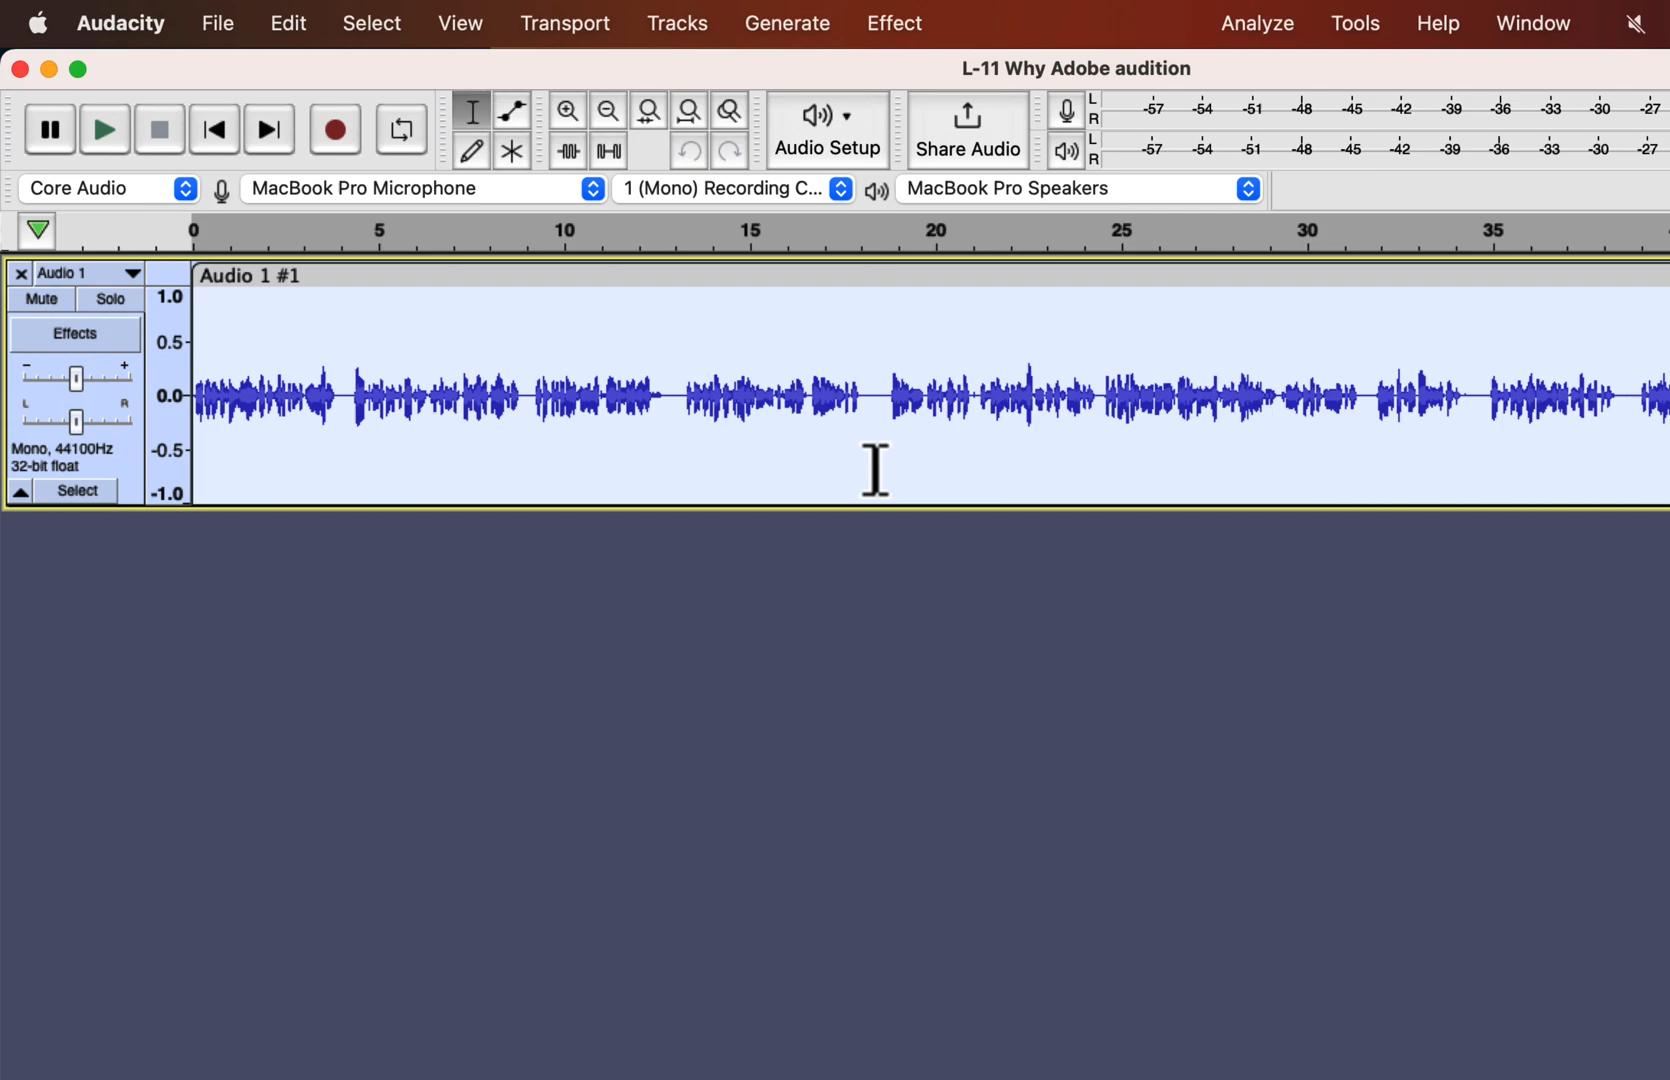 Audacity File Edit Select View Transport Tracks Generate Effect Analyze Tools Help Window
L-11 Why Adobe audition
L -57 -54 -51 -48 -45 -42 -39 -36 -33 -30 -27
R
Audio Setup Share Audio
L -57 -54 -51 -48 -45 -42 -39 -36 -33 -30 -27
R
Core Audio MacBook Pro Microphone 1 (Mono) Recording C... MacBook Pro Speakers
0 5 10 15 20 25 30 35
Audio 1 Audio 1 #1
Mute Solo 1.0
Effects 0.5
- +
0.0
L R
Mono, 44100Hz -0.5
32-bit float
Select -1.0